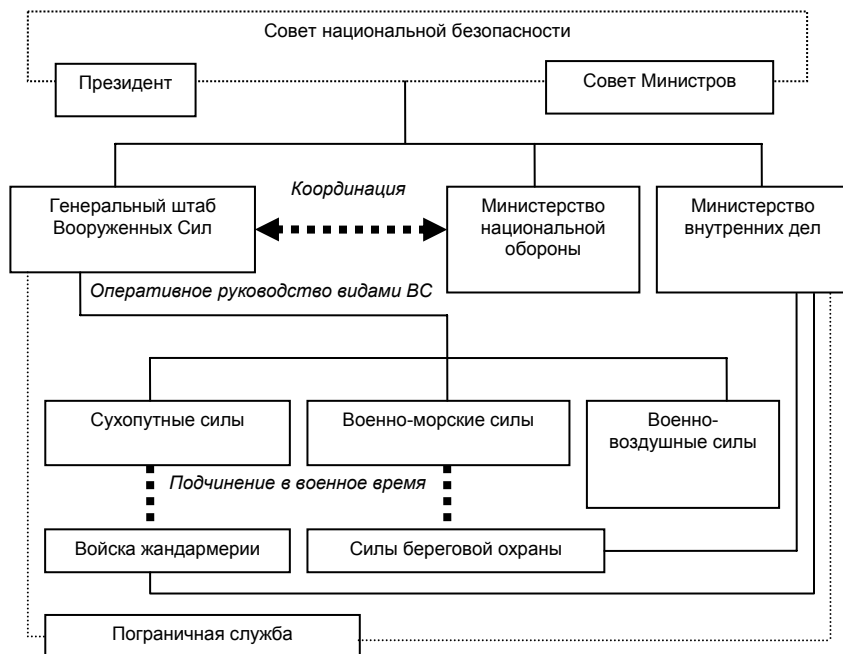 Совет национальной безопасности
Президент
Совет Министров
Генеральный штаб
Вооруженных Сил
Координация
Министерство
национальной
обороны
Министерство
внутренних дел
Оперативное руководство видами ВС
Сухопутные силы
Военно-морские силы
Военно-
воздушные силы
Подчинение в военное время
Войска жандармерии
Силы береговой охраны
Пограничная служба